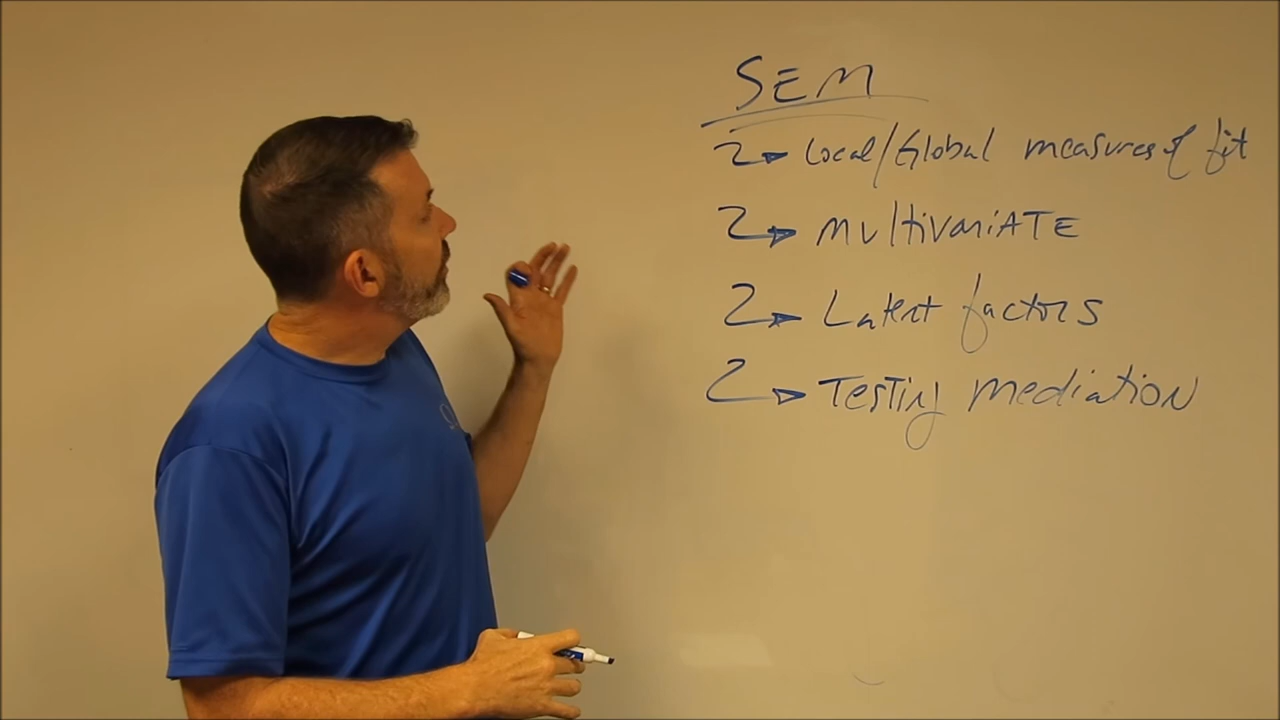 SEM
Local/Global measures of fit
MultivariATE
Latent factors
Testing mediation